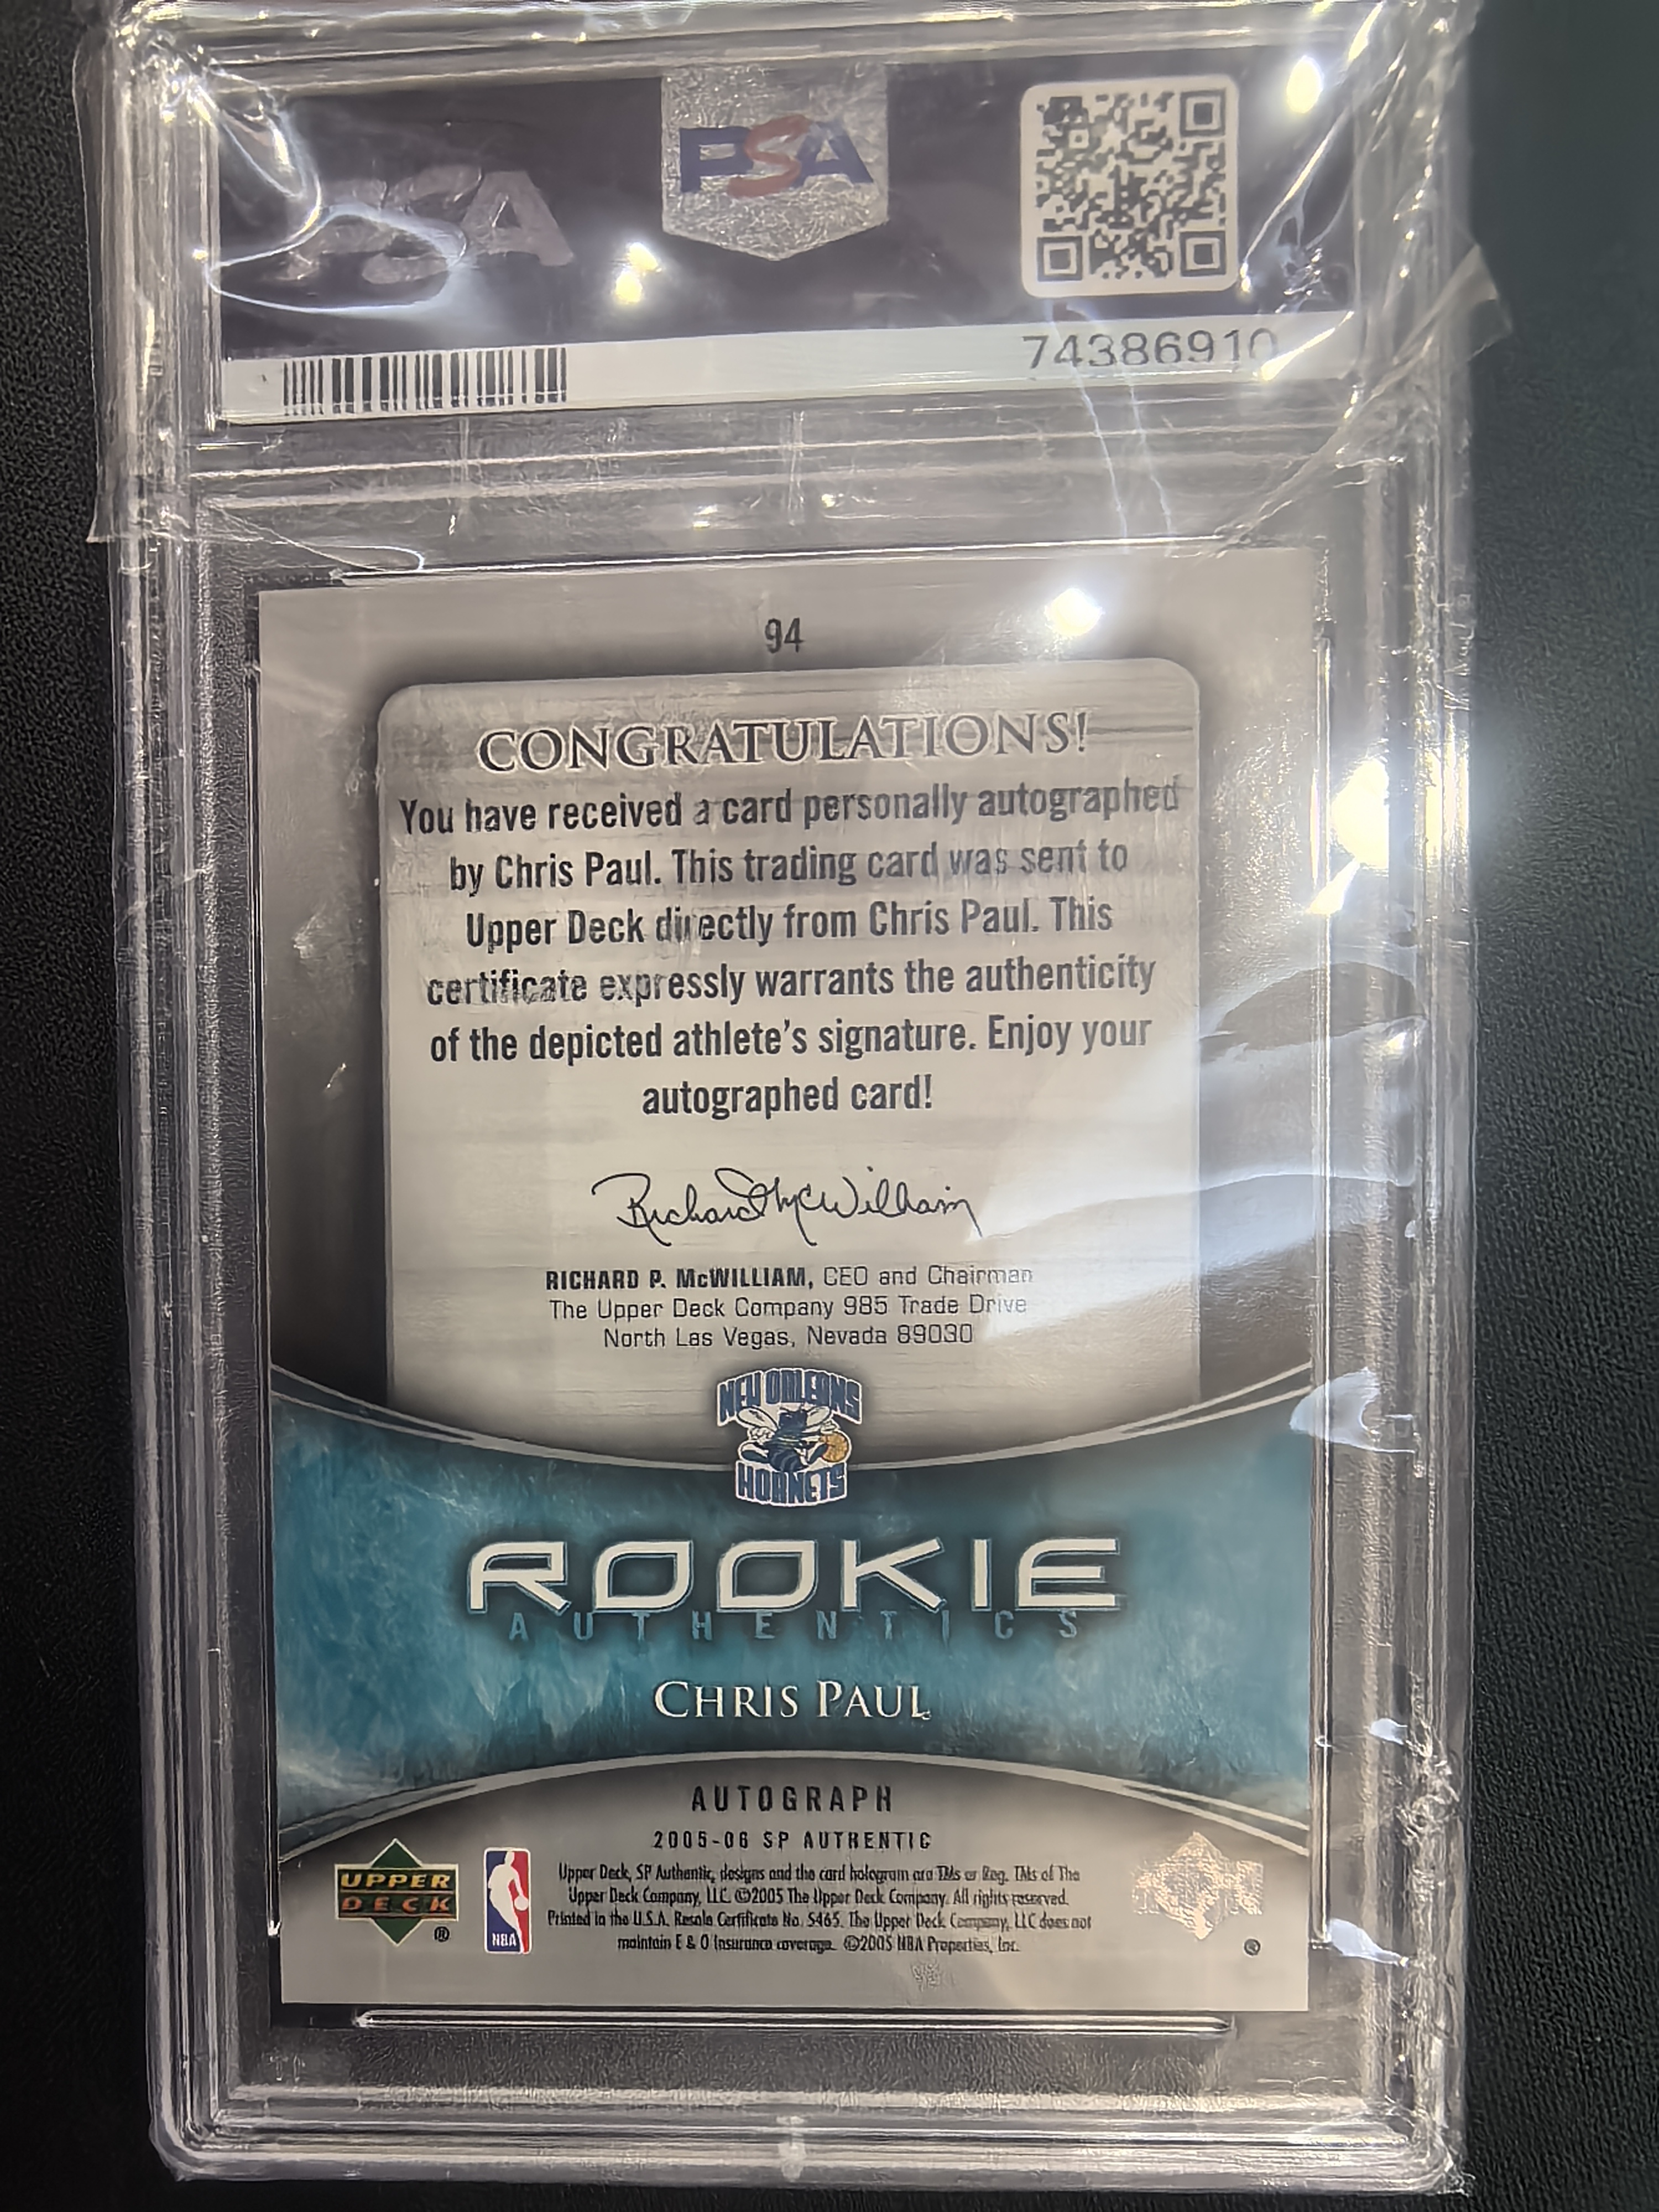 PSA
PSA
74386910
94
CONGRATULATIONS!
You have received a card personally autographed
by Chris Paul. This trading card was sent to
Upper Deck directly from Chris Paul. This
certificate expressly warrants the authenticity
of the depicted athlete's signature. Enjoy your
autographed card!
Richard McWilliam
RICHARD P. McWILLIAM, CEO and Chairman
The Upper Deck Company 985 Trade Drive
North Las Vegas, Nevada 89030
NEW ORLEANS
HORNETS
ROOKIE
AUTHENTICS
CHRIS PAUL
AUTOGRAPH
2005-06 SP AUTHENTIC
Upper Deck, SP Authentic, designs and the card hologram are TMs or Reg. TMs of The
Upper Deck Company, LLC. ©2005 The Upper Deck Company. All rights reserved.
Printed in the U.S.A. Resale Certificate No. 5465. The Upper Deck Company, LLC does not
maintain E & O Insurance coverage. ©2005 NBA Properties, Inc.
UPPER
DECK
®
NBA
®